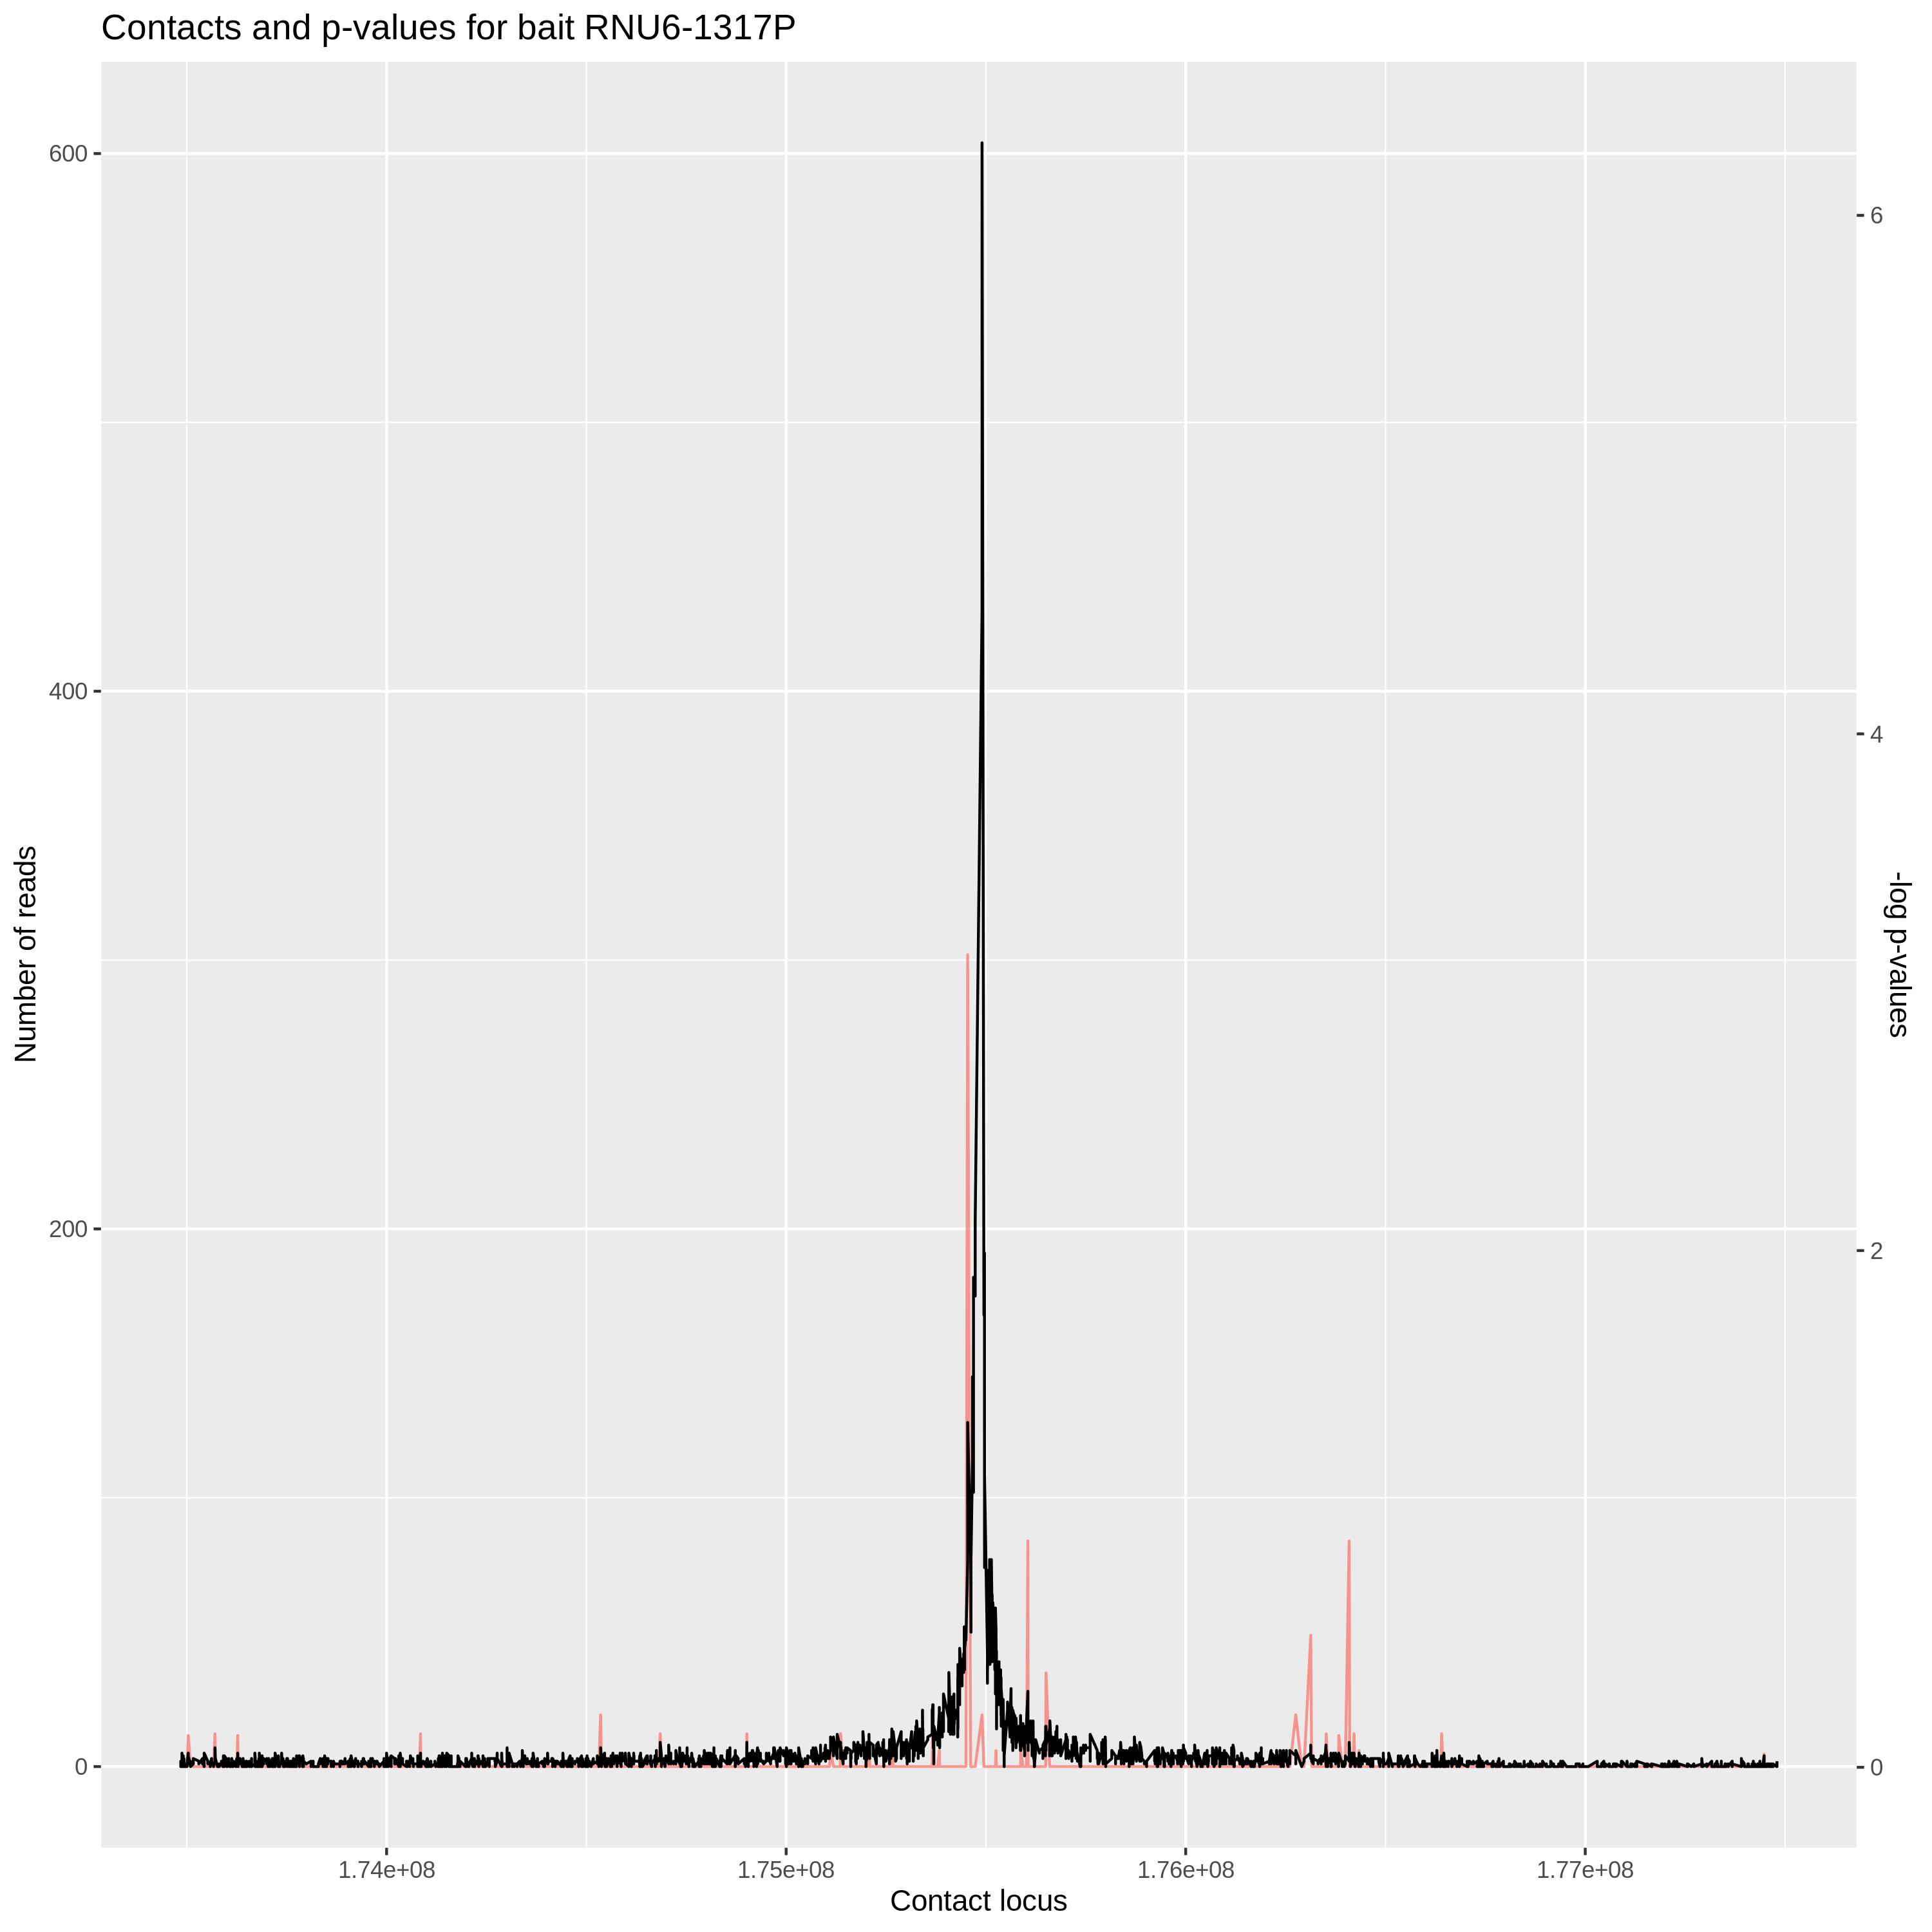 Contacts and p-values for bait RNU6-1317P
600
400
200
0
6
4
2
0
Number of reads
-log p-values
1.74e+08
1.75e+08
1.76e+08
1.77e+08
Contact locus